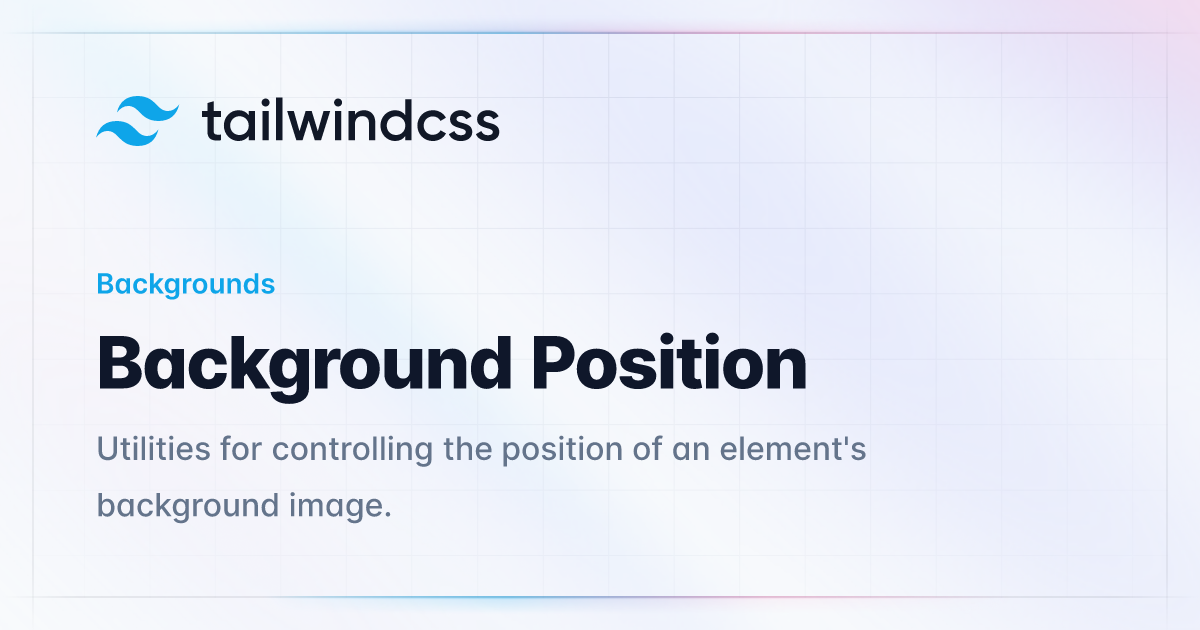 tailwindcss
Backgrounds
Background Position
Utilities for controlling the position of an element's
background image.